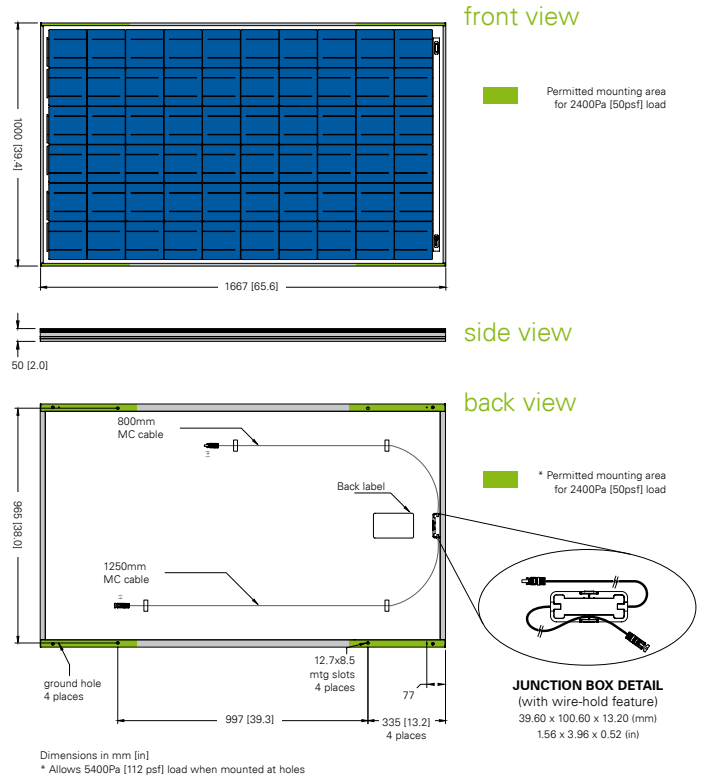 front view
Permitted mounting area
for 2400Pa [50psf] load
1000 [39.4]
1667 [65.6]
side view
50 [2.0]
back view
800mm
MC cable
* Permitted mounting area
for 2400Pa [50psf] load
Back label
965 [38.0]
1250mm
MC cable
ground hole
4 places
12.7x8.5
mtg slots
4 places
77
997 [39.3]
335 [13.2]
4 places
JUNCTION BOX DETAIL
(with wire-hold feature)
39.60 x 100.60 x 13.20 (mm)
1.56 x 3.96 x 0.52 (in)
Dimensions in mm [in]
* Allows 5400Pa [112 psf] load when mounted at holes